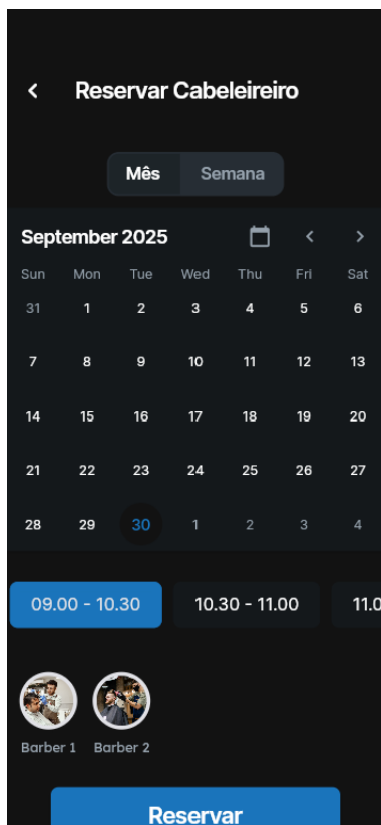 Reservar Cabeleireiro
Mês Semana
September 2025
Sun Mon Tue Wed Thu Fri Sat
31 1 2 3 4 5 6
7 8 9 10 11 12 13
14 15 16 17 18 19 20
21 22 23 24 25 26 27
28 29 30 1 2 3 4
09.00 - 10.30 10.30 - 11.00 11.0
Barber 1 Barber 2
Reservar